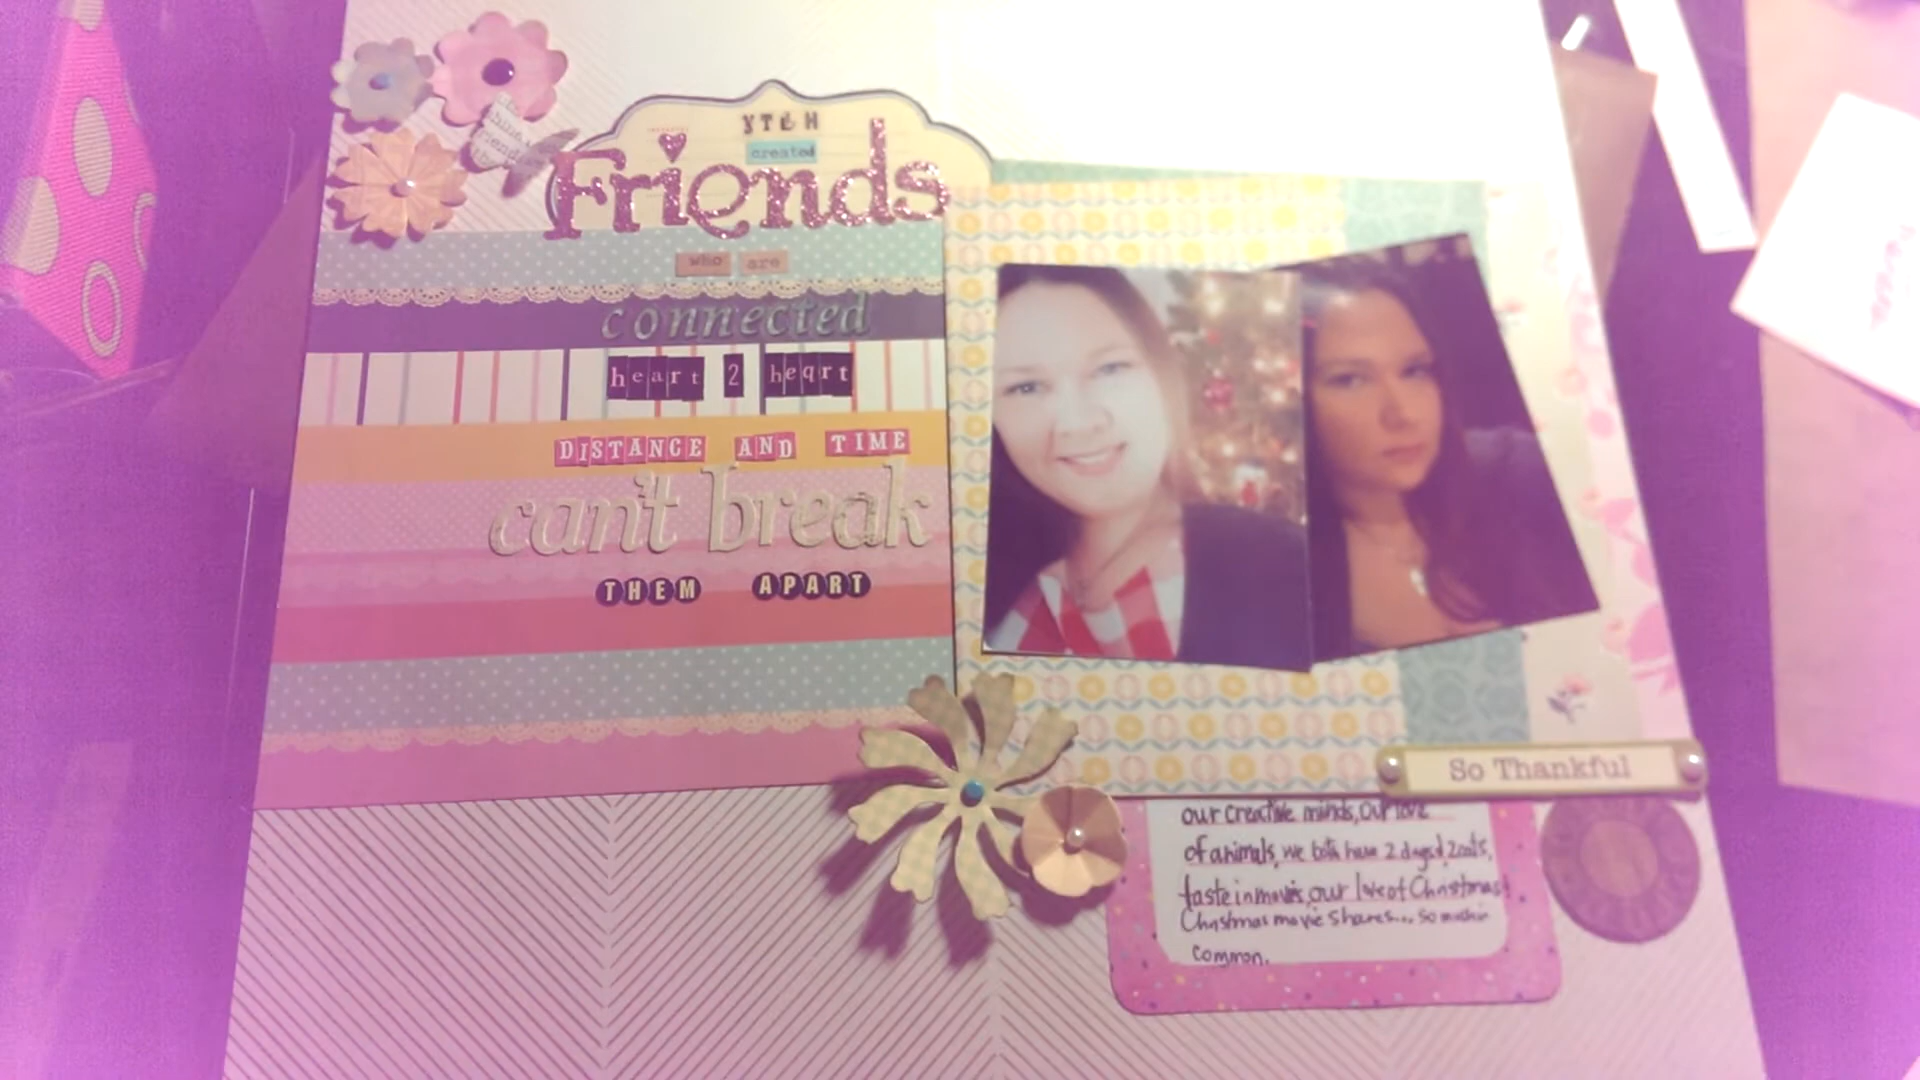 created
Friends
who are
connected
heart 2 heart
DISTANCE AND TIME
can't break
THEM APART
So Thankful
our creative minds, Our love
of animals, we both have 2 dogs, 2 cats,
taste in movies, our love of Christmas!
Christmas movie shares... So much in
common.